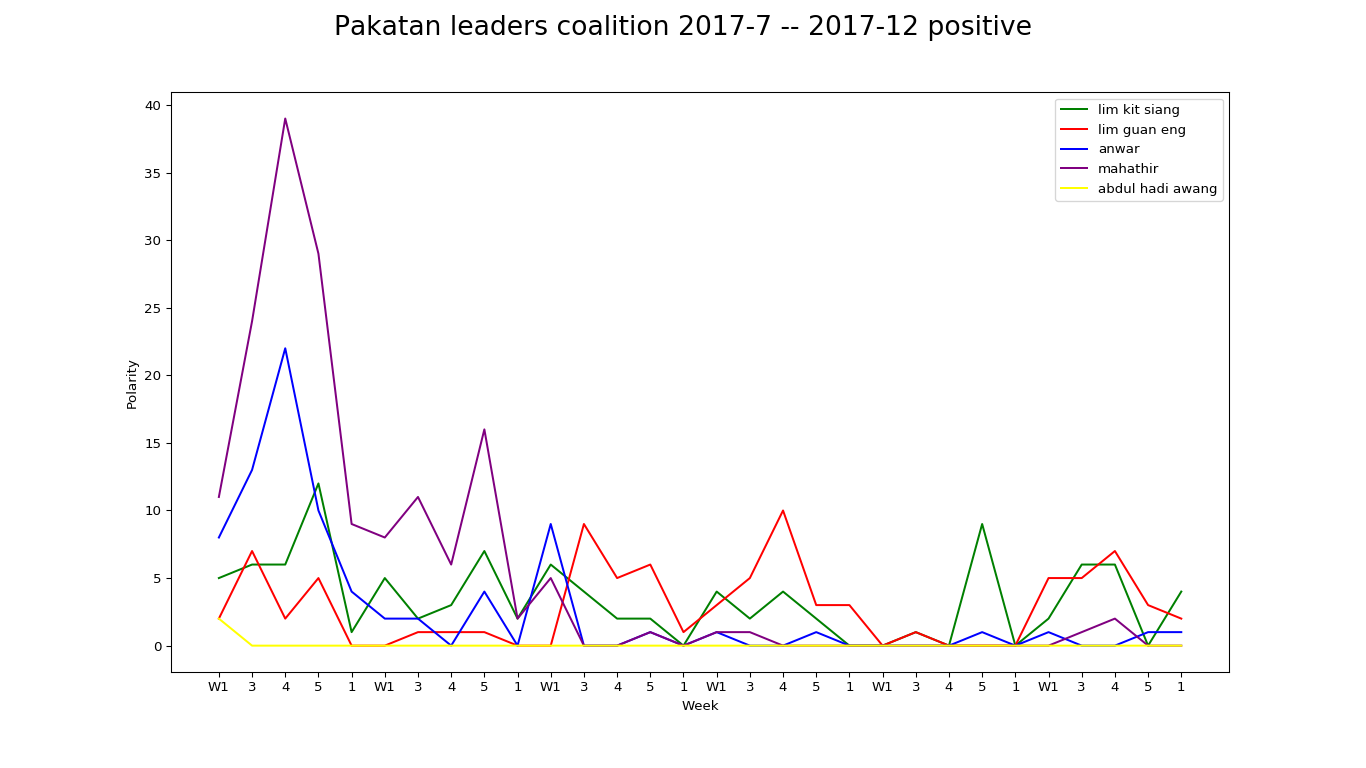 Pakatan leaders coalition 2017-7 -- 2017-12 positive
lim kit siang
lim guan eng
anwar
mahathir
abdul hadi awang
40
35
30
25
20
15
10
5
0
Polarity
W1 3 4 5 1 W1 3 4 5 1 W1 3 4 5 1 W1 3 4 5 1 W1 3 4 5 1 W1 3 4 5 1
Week